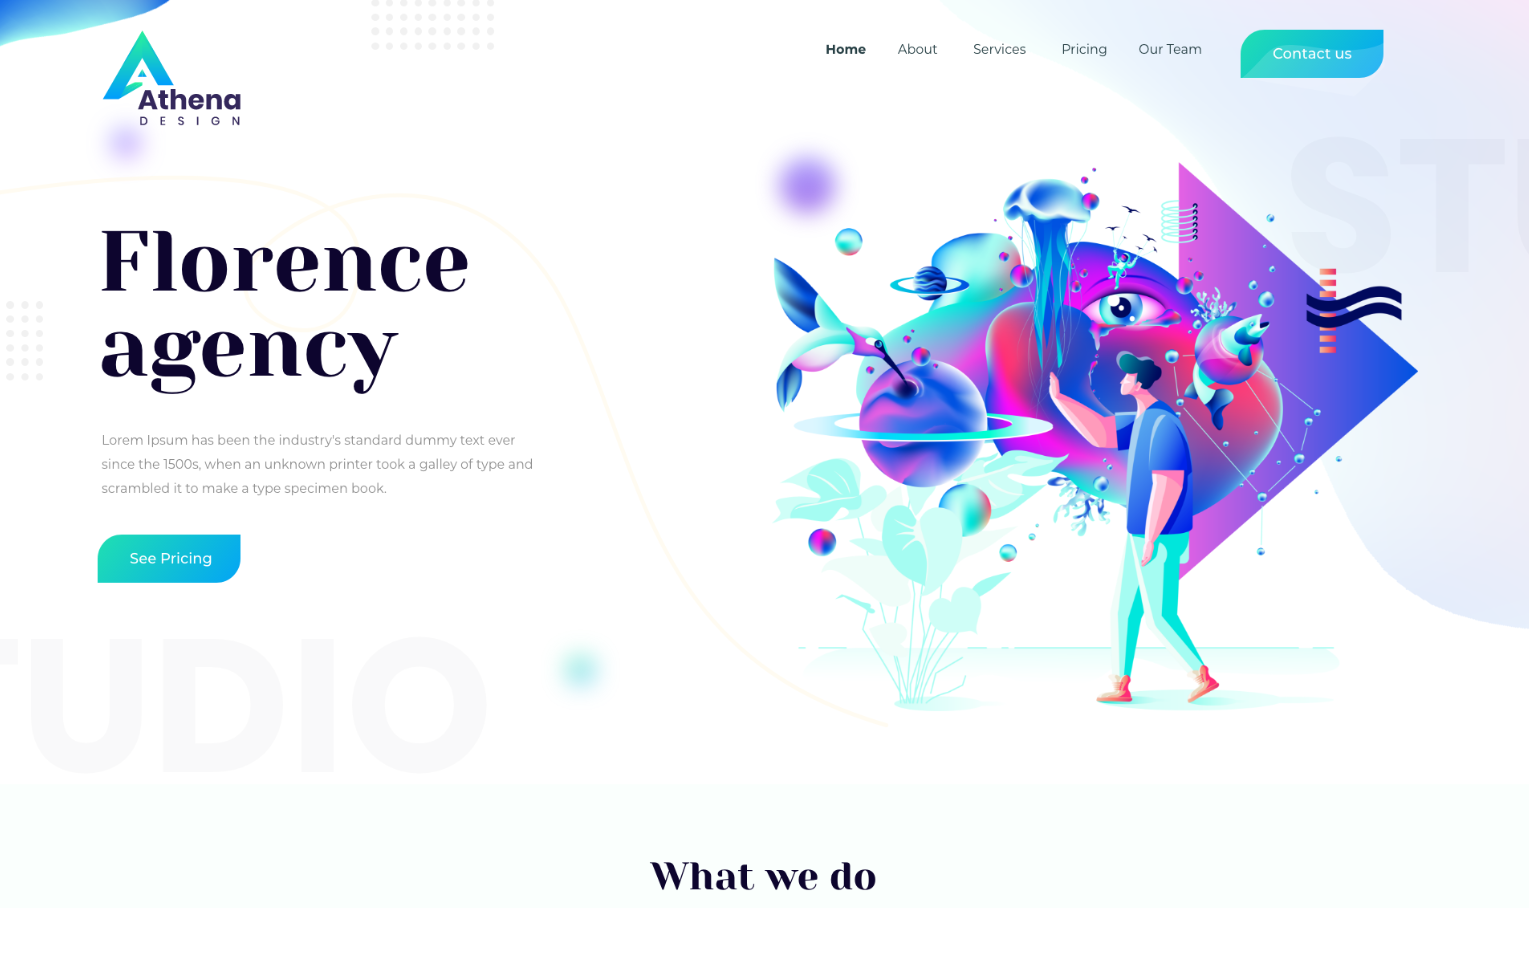 Athena
DESIGN
Home
About
Services
Pricing
Our Team
Contact us
STU
Florence
agency
Lorem Ipsum has been the industry's standard dummy text ever
since the 1500s, when an unknown printer took a galley of type and
scrambled it to make a type specimen book.
See Pricing
TUDIO
What we do